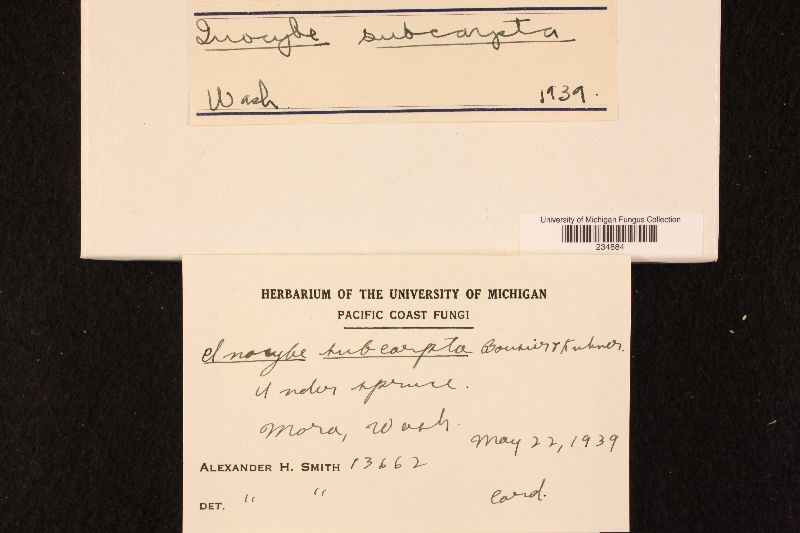 Inocybe subcarpta
Wash. 1939.
University of Michigan Fungus Collection
234884
HERBARIUM OF THE UNIVERSITY OF MICHIGAN
PACIFIC COAST FUNGI
Inocybe subcarpta Boursier & Kuhner.
Under spruce.
Mora, Wash.
May 22, 1939
ALEXANDER H. SMITH 13662
DET. " " Card.